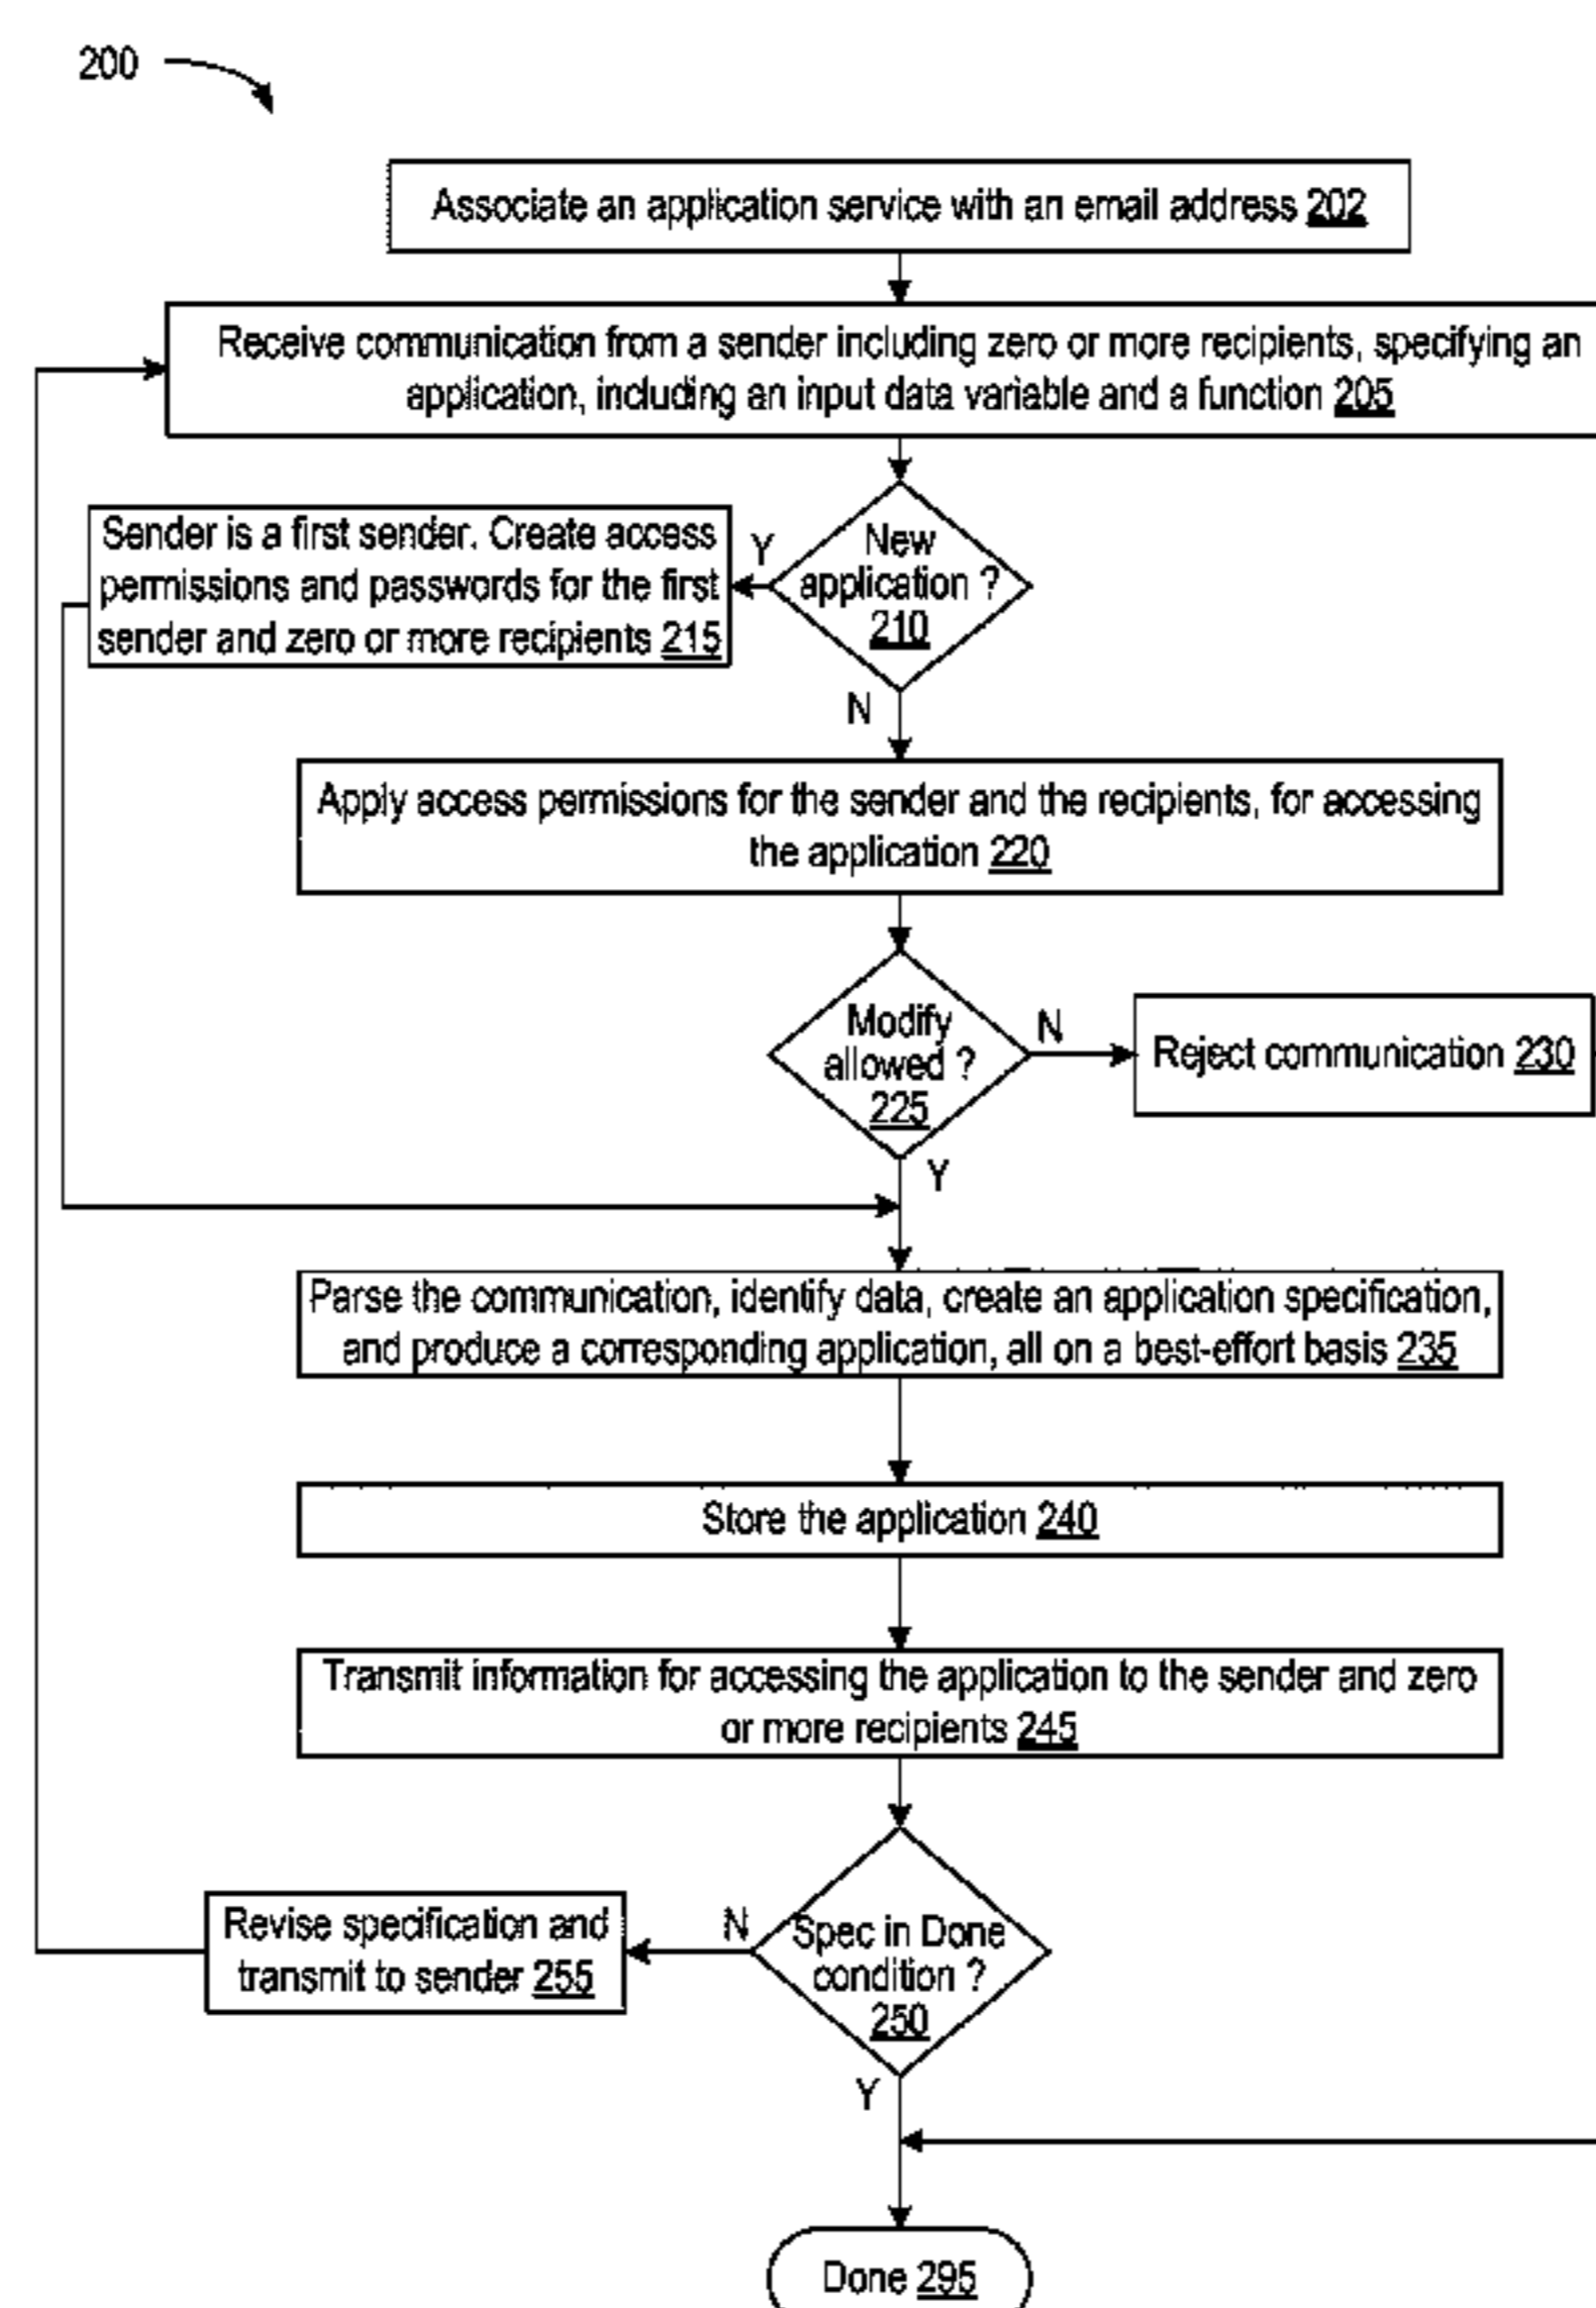 200
Associate an application service with an email address 202
Receive communication from a sender including zero or more recipients, specifying an
application, including an input data variable and a function 205
Sender is a first sender. Create access
permissions and passwords for the first
sender and zero or more recipients 215
Y
New
application ?
210
N
Apply access permissions for the sender and the recipients, for accessing
the application 220
Modify
allowed ?
225
N
Reject communication 230
Y
Parse the communication, identify data, create an application specification,
and produce a corresponding application, all on a best-effort basis 235
Store the application 240
Transmit information for accessing the application to the sender and zero
or more recipients 245
Revise specification and
transmit to sender 255
N
Spec in Done
condition ?
250
Y
Done 295